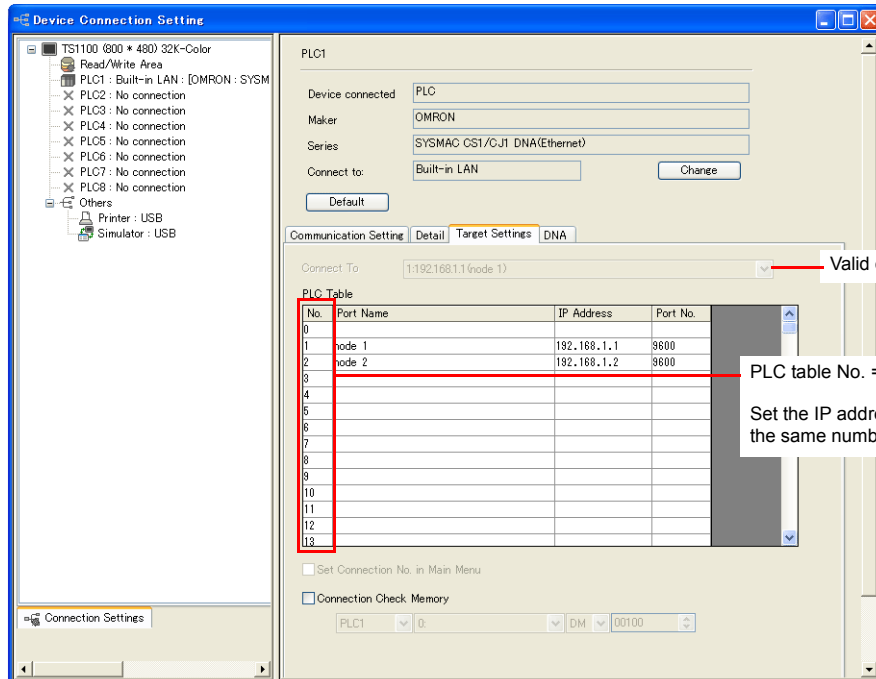 Device Connection Setting
TS1100 (800 * 480) 32K-Color
Read/Write Area
PLC1 : Built-in LAN : [OMRON : SYSM
PLC2 : No connection
PLC3 : No connection
PLC4 : No connection
PLC5 : No connection
PLC6 : No connection
PLC7 : No connection
PLC8 : No connection
Others
Printer : USB
Simulator : USB
Connection Settings
PLC1
Device connected PLC
Maker OMRON
Series SYSMAC CS1/CJ1 DNA(Ethernet)
Connect to: Built-in LAN Change
Default
Communication Setting Detail Target Settings DNA
Connect To 1:192.168.1.1(node 1)
Valid
PLC Table
No. Port Name IP Address Port No.
0
1 node 1 192.168.1.1 9600
2 node 2 192.168.1.2 9600
3
4
5
6
7
8
9
10
11
12
13
PLC table No. =
Set the IP addre
the same numb
Set Connection No. in Main Menu
Connection Check Memory
PLC1 0: DM 00100